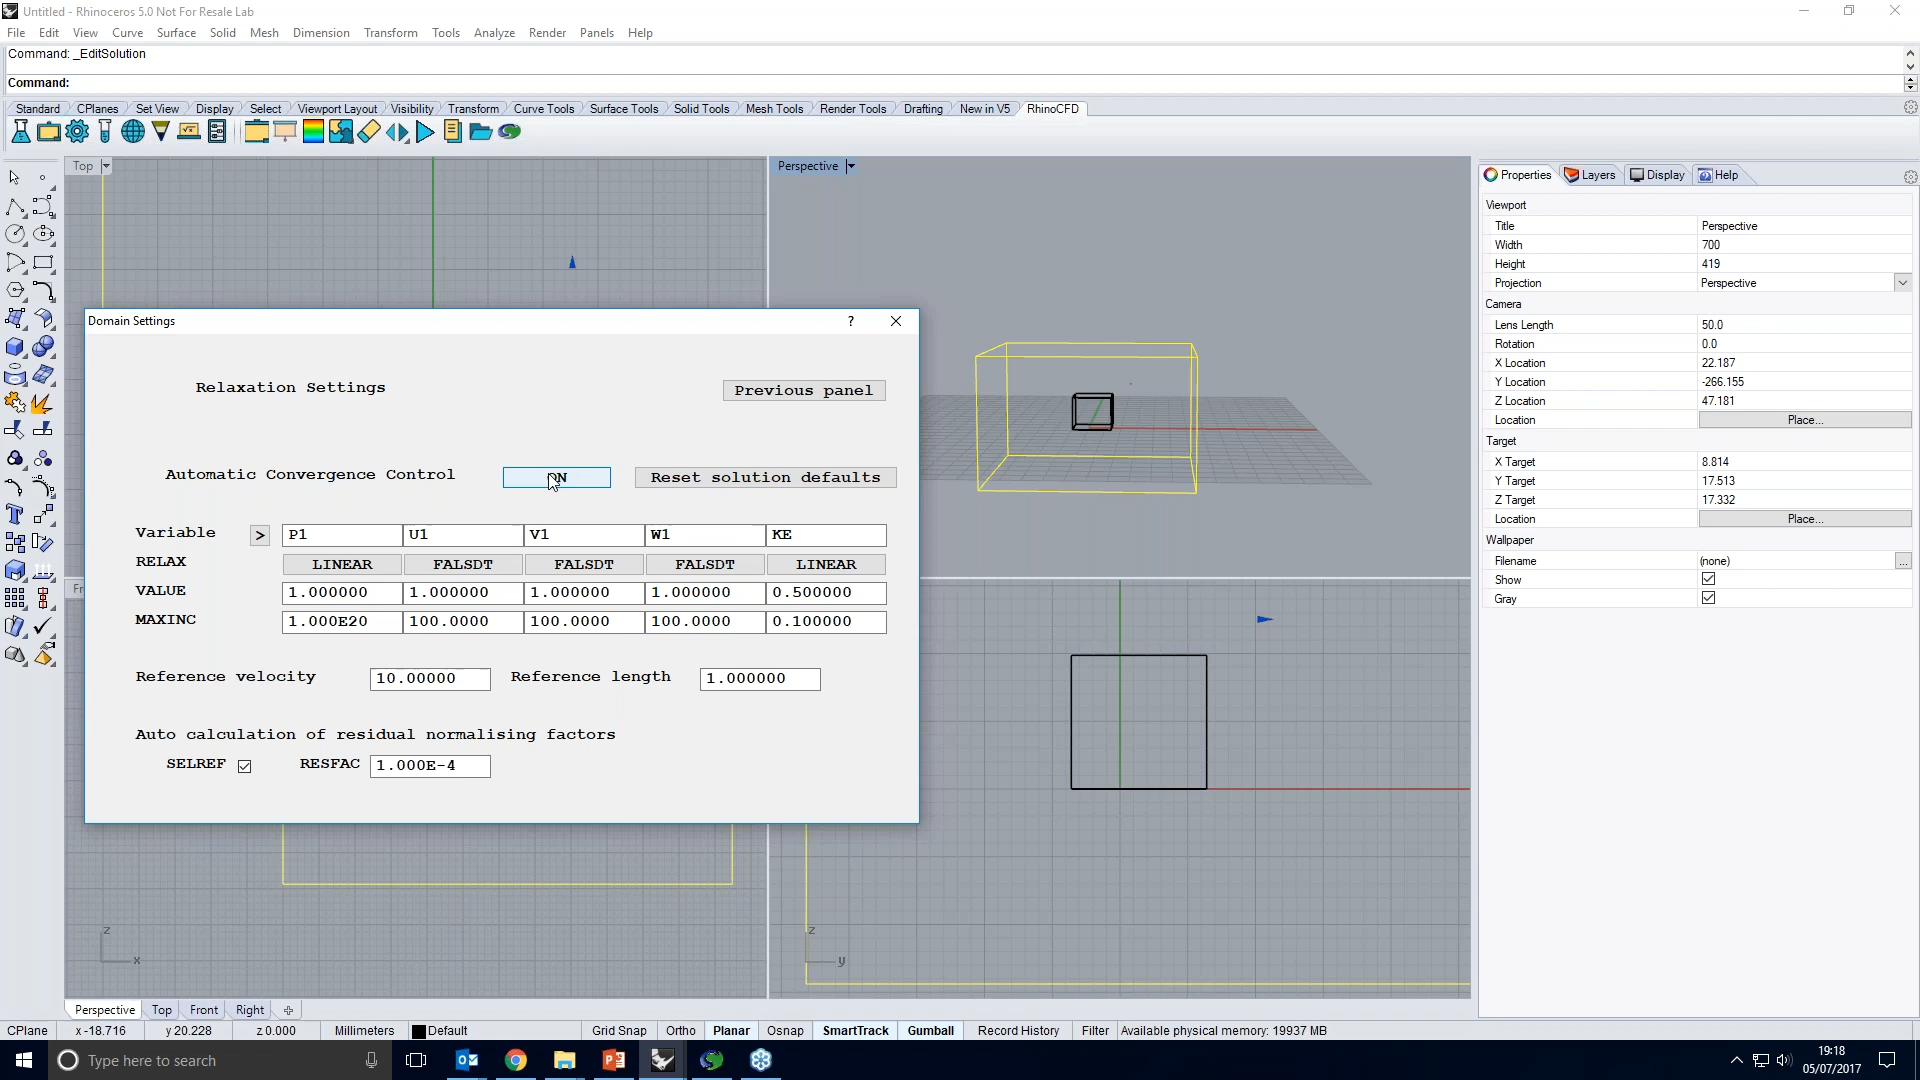 Untitled - Rhinoceros 5.0 Not For Resale Lab
File Edit View Curve Surface Solid Mesh Dimension Transform Tools Analyze Render Panels Help
Command: _EditSolution
Command:
Standard CPlanes Set View Display Select Viewport Layout Visibility Transform Curve Tools Surface Tools Solid Tools Mesh Tools Render Tools Drafting New in V5 RhinoCFD
Top
Perspective
Properties Layers Display Help
Viewport
Title Perspective
Width 700
Height 419
Projection Perspective
Camera
Lens Length 50.0
Rotation 0.0
X Location 22.187
Y Location -266.155
Z Location 47.181
Location Place...
Target
X Target 8.814
Y Target 17.513
Z Target 17.332
Location Place...
Wallpaper
Filename (none) ...
Show
Gray
Domain Settings ?
Relaxation Settings Previous panel
Automatic Convergence Control ON Reset solution defaults
Variable > P1 U1 V1 W1 KE
RELAX LINEAR FALSDT FALSDT FALSDT LINEAR
VALUE 1.000000 1.000000 1.000000 1.000000 0.500000
MAXINC 1.000E20 100.0000 100.0000 100.0000 0.100000
Reference velocity 10.00000 Reference length 1.000000
Auto calculation of residual normalising factors
SELREF RESFAC 1.000E-4
z
x
z
y
Perspective Top Front Right
CPlane x -18.716 y 20.228 z 0.000 Millimeters Default Grid Snap Ortho Planar Osnap SmartTrack Gumball Record History Filter Available physical memory: 19937 MB
Type here to search
19:18
05/07/2017